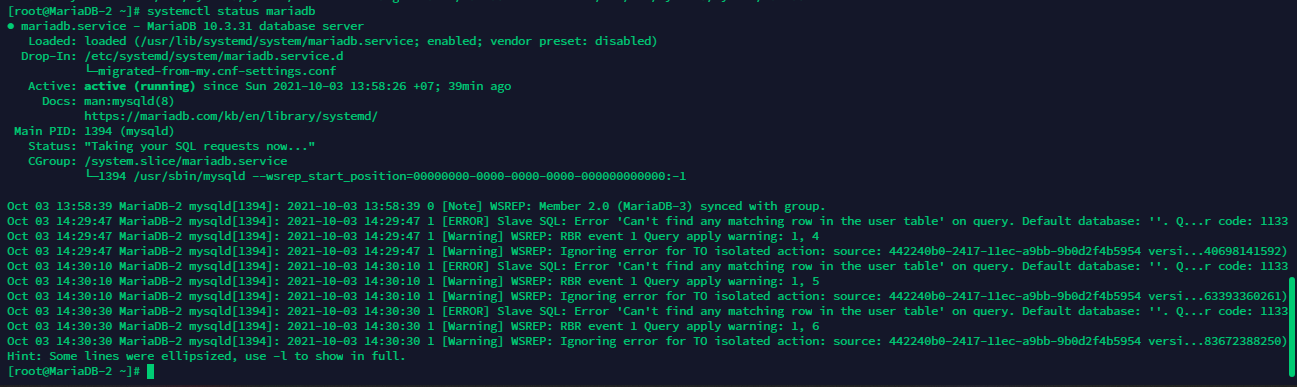 [root@MariaDB-2 ~]# systemctl status mariadb
● mariadb.service – MariaDB 10.3.31 database server
Loaded: loaded (/usr/lib/systemd/system/mariadb.service; enabled; vendor preset: disabled)
Drop-In: /etc/systemd/system/mariadb.service.d
└─migrated-from-my.cnf-settings.conf
Active: active (running) since Sun 2021-10-03 13:58:26 +07; 39min ago
Docs: man:mysqld(8)
https://mariadb.com/kb/en/library/systemd/
Main PID: 1394 (mysqld)
Status: "Taking your SQL requests now..."
CGroup: /system.slice/mariadb.service
└─1394 /usr/sbin/mysqld --wsrep_start_position=00000000-0000-0000-0000-000000000000:-1
Oct 03 13:58:39 MariaDB-2 mysqld[1394]: 2021-10-03 13:58:39 0 [Note] WSREP: Member 2.0 (MariaDB-3) synced with group.
Oct 03 14:29:47 MariaDB-2 mysqld[1394]: 2021-10-03 14:29:47 1 [ERROR] Slave SQL: Error 'Can't find any matching row in the user table' on query. Default database: ''. Q...r code: 1133
Oct 03 14:29:47 MariaDB-2 mysqld[1394]: 2021-10-03 14:29:47 1 [Warning] WSREP: RBR event 1 Query apply warning: 1, 4
Oct 03 14:29:47 MariaDB-2 mysqld[1394]: 2021-10-03 14:29:47 1 [Warning] WSREP: Ignoring error for TO isolated action: source: 442240b0-2417-11ec-a9bb-9b0d2f4b5954 versi...40698141592)
Oct 03 14:30:10 MariaDB-2 mysqld[1394]: 2021-10-03 14:30:10 1 [ERROR] Slave SQL: Error 'Can't find any matching row in the user table' on query. Default database: ''. Q...r code: 1133
Oct 03 14:30:10 MariaDB-2 mysqld[1394]: 2021-10-03 14:30:10 1 [Warning] WSREP: RBR event 1 Query apply warning: 1, 5
Oct 03 14:30:10 MariaDB-2 mysqld[1394]: 2021-10-03 14:30:10 1 [Warning] WSREP: Ignoring error for TO isolated action: source: 442240b0-2417-11ec-a9bb-9b0d2f4b5954 versi...63393360261)
Oct 03 14:30:30 MariaDB-2 mysqld[1394]: 2021-10-03 14:30:30 1 [ERROR] Slave SQL: Error 'Can't find any matching row in the user table' on query. Default database: ''. Q...r code: 1133
Oct 03 14:30:30 MariaDB-2 mysqld[1394]: 2021-10-03 14:30:30 1 [Warning] WSREP: RBR event 1 Query apply warning: 1, 6
Oct 03 14:30:30 MariaDB-2 mysqld[1394]: 2021-10-03 14:30:30 1 [Warning] WSREP: Ignoring error for TO isolated action: source: 442240b0-2417-11ec-a9bb-9b0d2f4b5954 versi...83672388250)
Hint: Some lines were ellipsized, use -l to show in full.
[root@MariaDB-2 ~]#